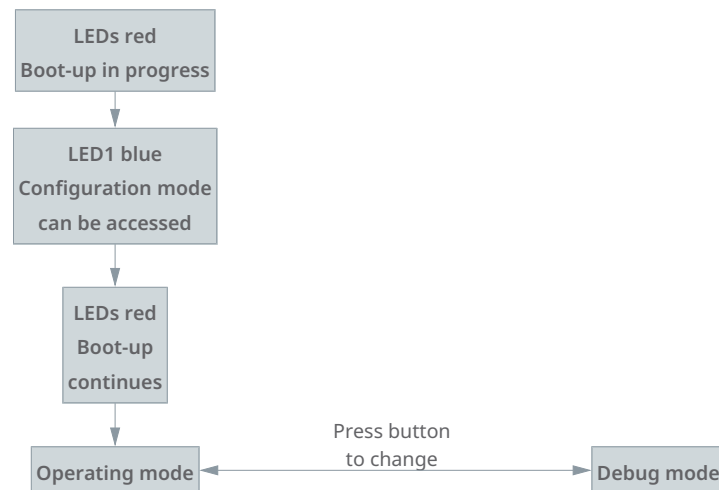 LEDs red
Boot-up in progress
LED1 blue
Configuration mode
can be accessed
LEDs red
Boot-up
continues
Press button
to change
Operating mode
Debug mode